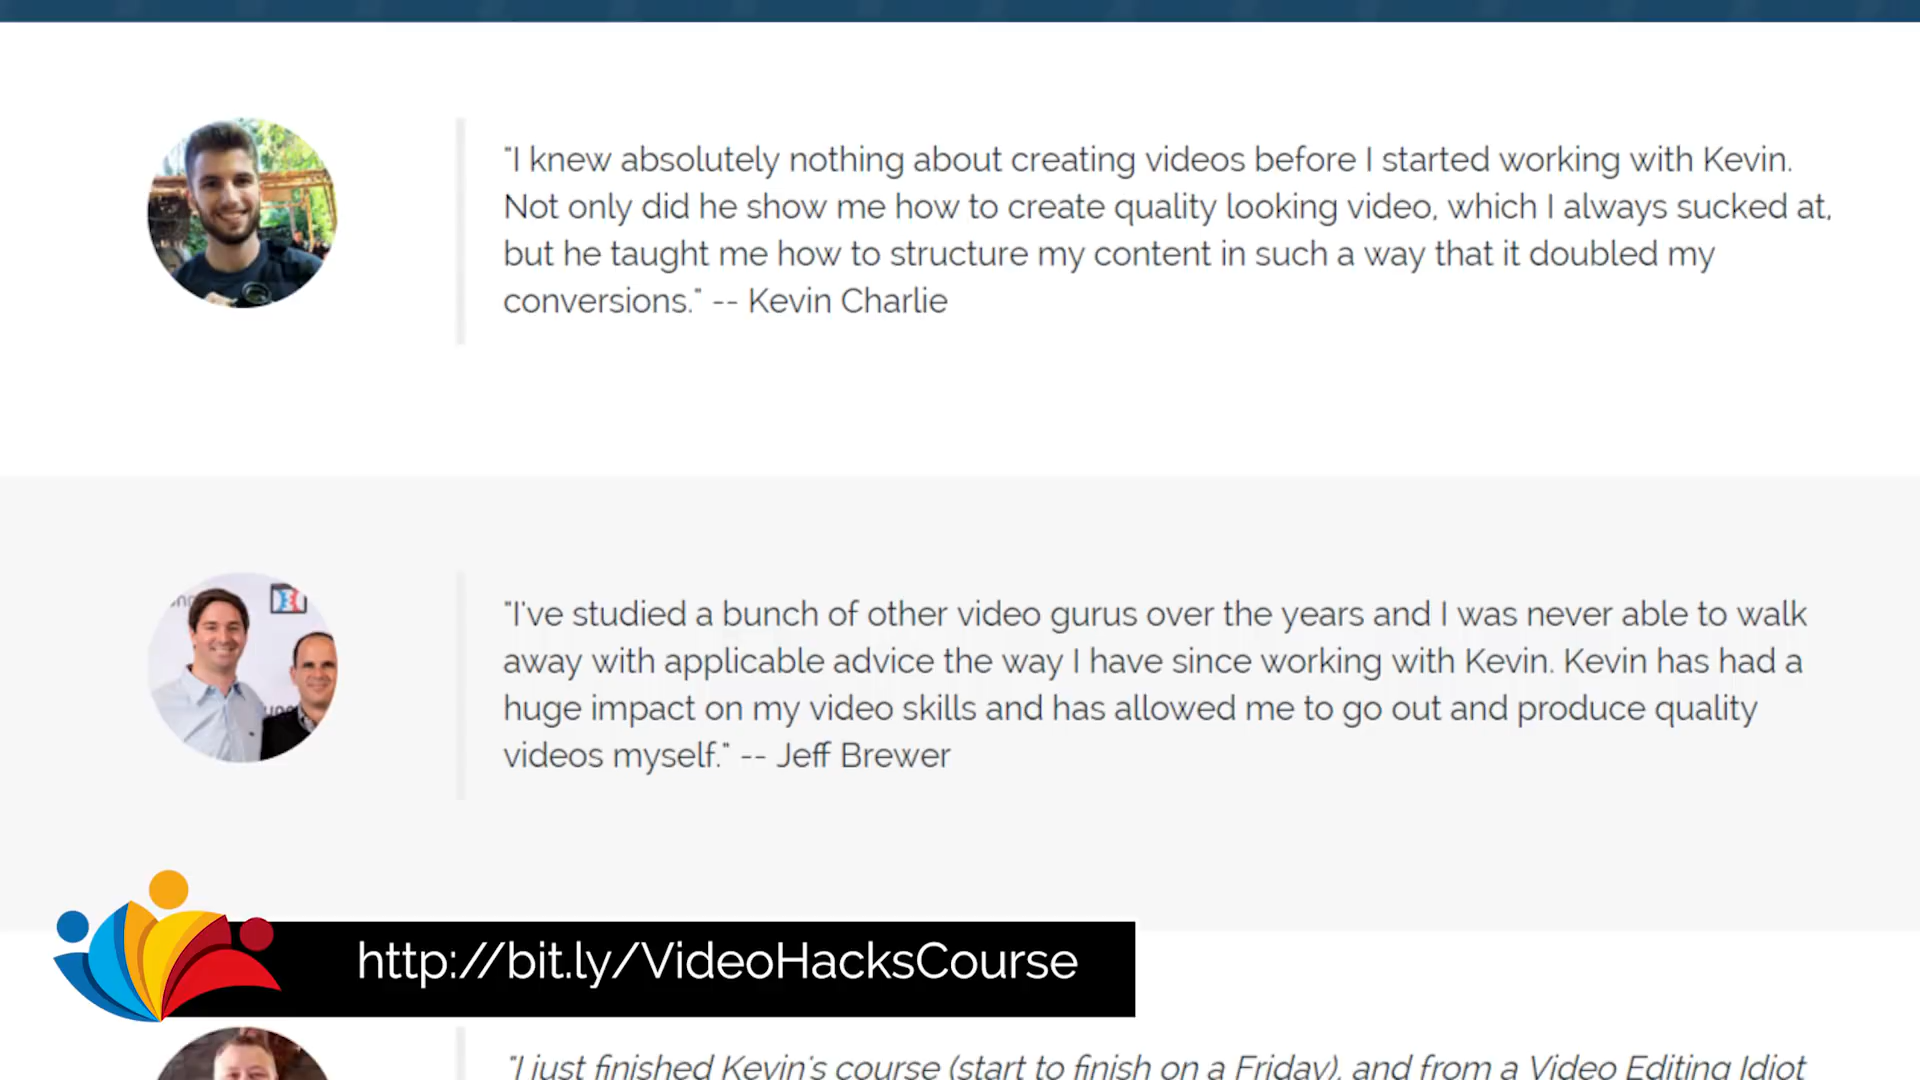 "I knew absolutely nothing about creating videos before I started working with Kevin.
Not only did he show me how to create quality looking video, which I always sucked at,
but he taught me how to structure my content in such a way that it doubled my
conversions." -- Kevin Charlie
"I've studied a bunch of other video gurus over the years and I was never able to walk
away with applicable advice the way I have since working with Kevin. Kevin has had a
huge impact on my video skills and has allowed me to go out and produce quality
videos myself." -- Jeff Brewer
http://bit.ly/VideoHacksCourse
"I just finished Kevin's course (start to finish on a Friday), and from a Video Editing Idiot